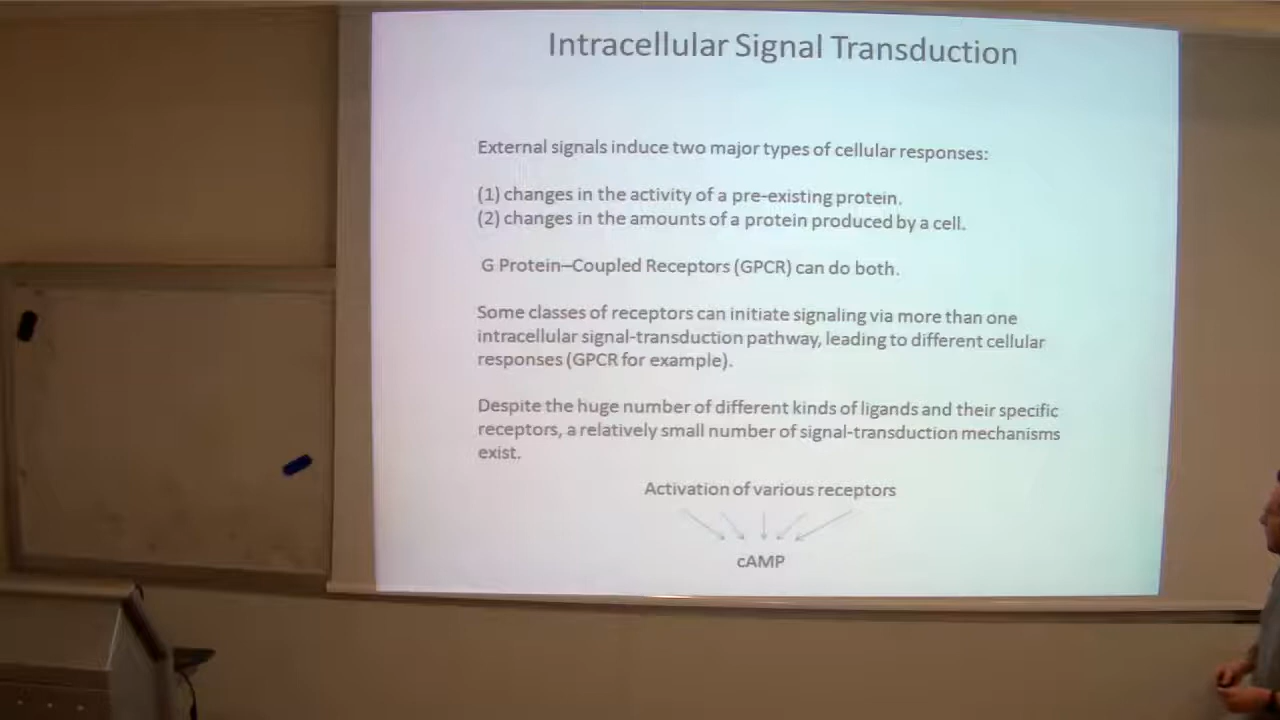 Intracellular Signal Transduction
External signals induce two major types of cellular responses:
(1) changes in the activity of a pre-existing protein.
(2) changes in the amounts of a protein produced by a cell.
G Protein–Coupled Receptors (GPCR) can do both.
Some classes of receptors can initiate signaling via more than one
intracellular signal-transduction pathway, leading to different cellular
responses (GPCR for example).
Despite the huge number of different kinds of ligands and their specific
receptors, a relatively small number of signal-transduction mechanisms
exist.
Activation of various receptors
cAMP